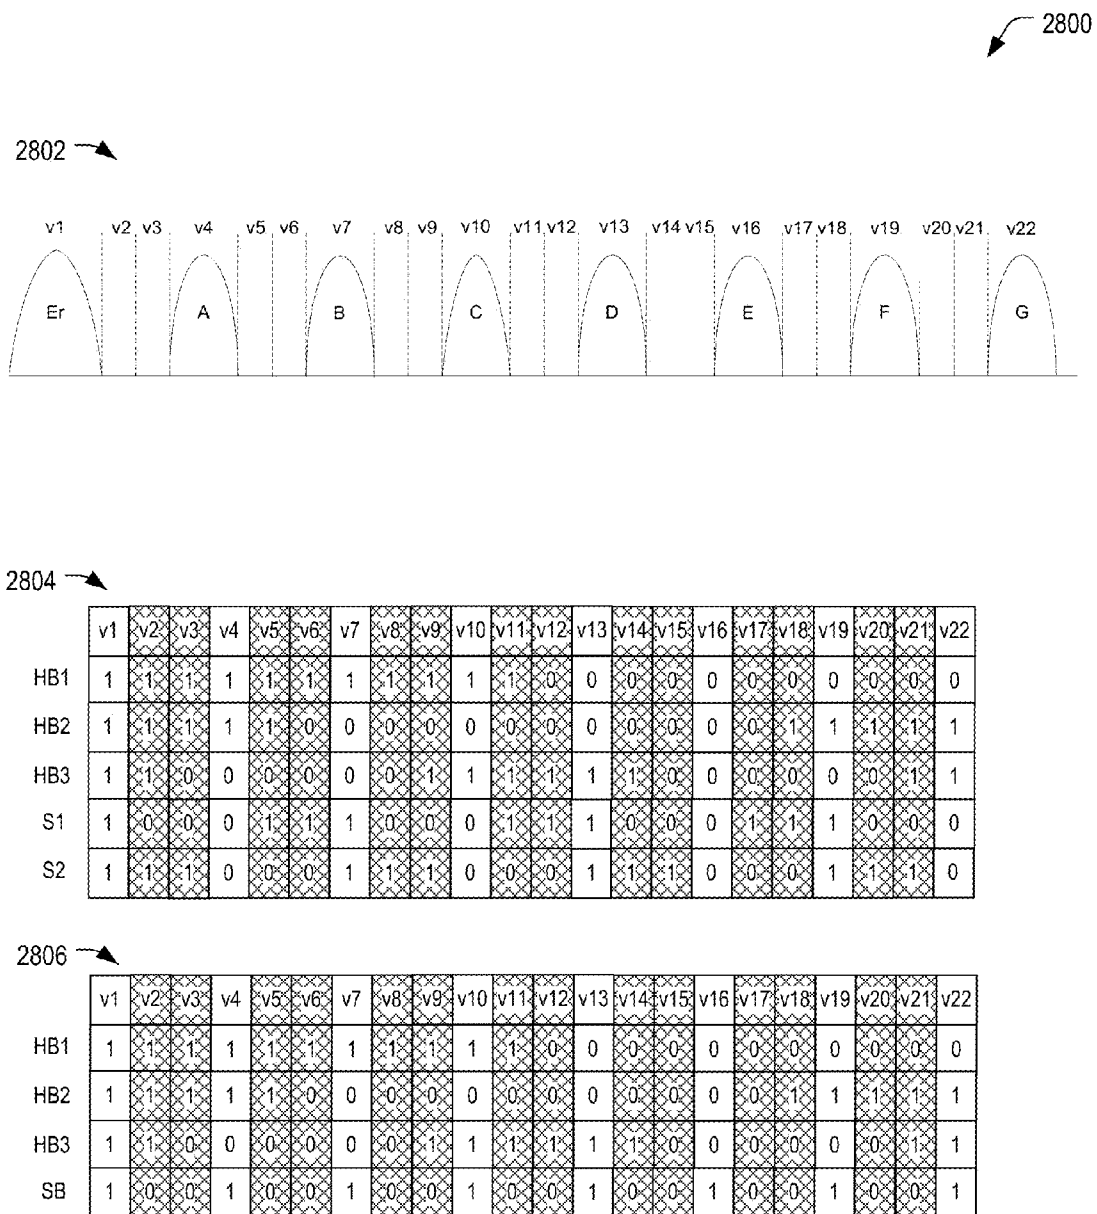 2800
2802
v1 v2 v3 v4 v5 v6 v7 v8 v9 v10 v11 v12 v13 v14 v15 v16 v17 v18 v19 v20 v21 v22
Er A B C D E F G
2804
v1 v2 v3 v4 v5 v6 v7 v8 v9 v10 v11 v12 v13 v14 v15 v16 v17 v18 v19 v20 v21 v22
HB1 1 1 1 1 1 1 1 1 1 1 1 0 0 0 0 0 0 0 0 0 0 0
HB2 1 1 1 1 1 0 0 0 0 0 0 0 0 0 0 0 0 1 1 1 1 1
HB3 1 1 0 0 0 0 0 0 1 1 1 1 1 1 0 0 0 0 0 0 1 1
S1 1 0 0 0 1 1 1 0 0 0 1 1 1 0 0 0 1 1 1 0 0 0
S2 1 1 1 0 0 0 1 1 1 0 0 0 1 1 1 0 0 0 1 1 1 0
2806
v1 v2 v3 v4 v5 v6 v7 v8 v9 v10 v11 v12 v13 v14 v15 v16 v17 v18 v19 v20 v21 v22
HB1 1 1 1 1 1 1 1 1 1 1 1 0 0 0 0 0 0 0 0 0 0 0
HB2 1 1 1 1 1 0 0 0 0 0 0 0 0 0 0 0 0 1 1 1 1 1
HB3 1 1 0 0 0 0 0 0 1 1 1 1 1 1 0 0 0 0 0 0 1 1
SB 1 0 0 1 0 0 1 0 0 1 0 0 1 0 0 1 0 0 1 0 0 1